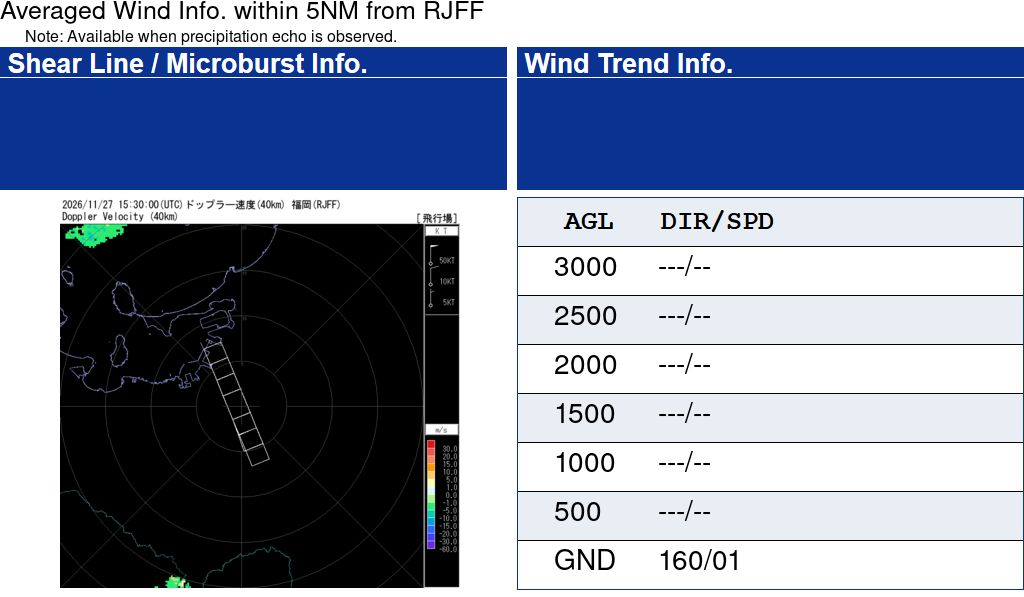 Averaged Wind Info. within 5NM from RJFF
Note: Available when precipitation echo is observed.
Shear Line / Microburst Info.
Wind Trend Info.
2026/11/27 15:30:00(UTC) ドップラー速度(40km) 福岡(RJFF)
Doppler Velocity (40km)
[飛行場]
KT
50KT
10KT
5KT
m/s
30.0
20.0
15.0
10.0
5.0
1.0
0.0
-1.0
-5.0
-10.0
-15.0
-20.0
-30.0
-60.0
AGL DIR/SPD
3000 ---/--
2500 ---/--
2000 ---/--
1500 ---/--
1000 ---/--
500 ---/--
GND 160/01